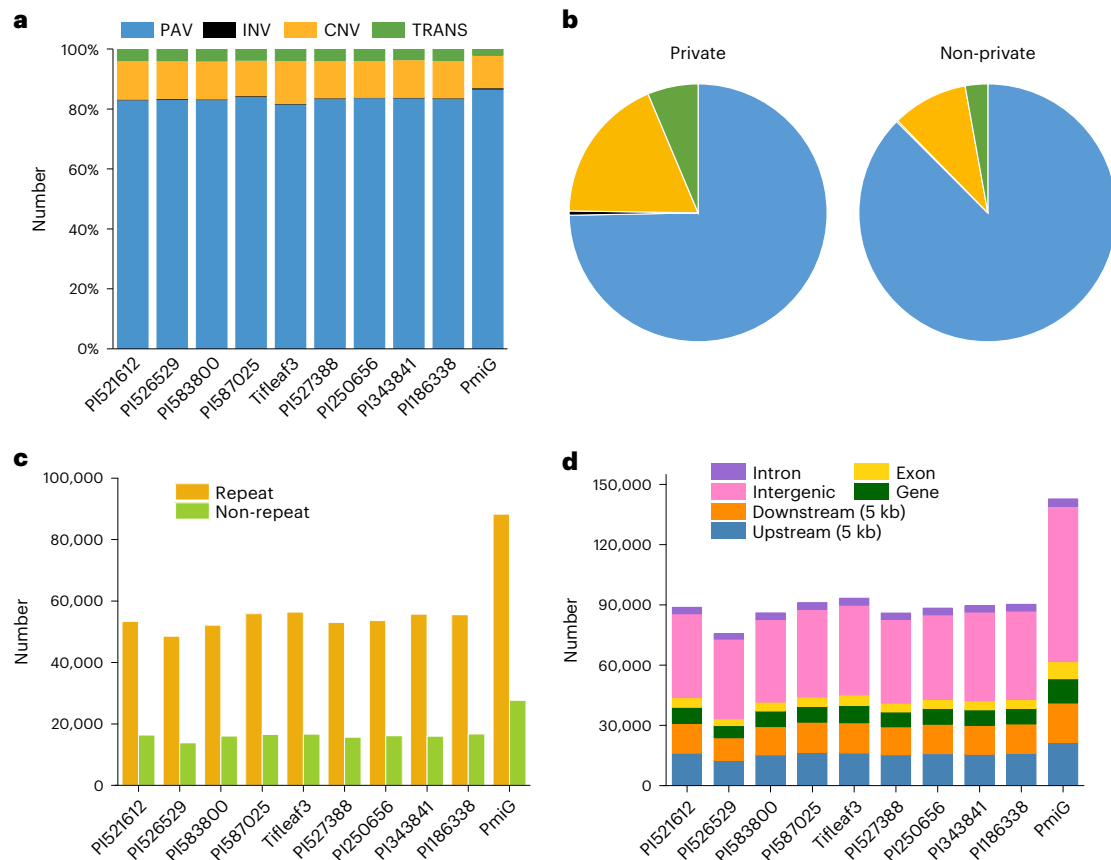 a
PAV INV CNV TRANS
100%
80%
60%
40%
20%
0%
Number
PI521612
PI526529
PI583800
PI587025
Tifleaf3
PI527388
PI250656
PI343841
PI186338
PmiG
b
Private
Non-private
c
Repeat
Non-repeat
100,000
80,000
60,000
40,000
20,000
0
Number
PI521612
PI526529
PI583800
PI587025
Tifleaf3
PI527388
PI250656
PI343841
PI186338
PmiG
d
Intron Exon
Intergenic Gene
Downstream (5 kb)
Upstream (5 kb)
150,000
120,000
90,000
60,000
30,000
0
Number
PI521612
PI526529
PI583800
PI587025
Tifleaf3
PI527388
PI250656
PI343841
PI186338
PmiG